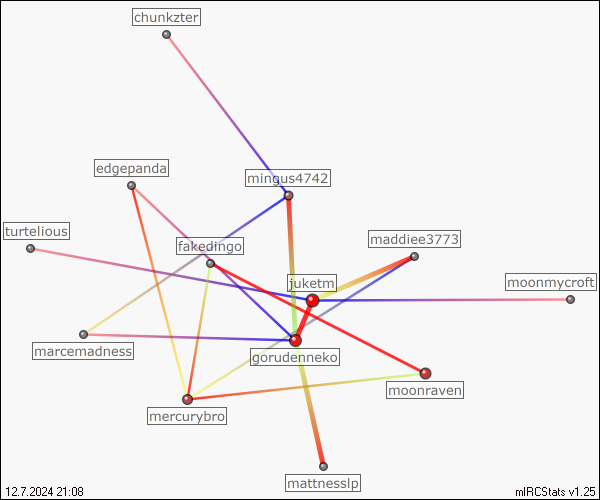 chunkzter
edgepanda
mingus4742
turtelious
fakedingo
maddiee3773
juketm
moonmycroft
marcemadness
gorudenneko
moonraven
mercurybro
mattnesslp
12.7.2024 21:08
mIRCStats v1.25